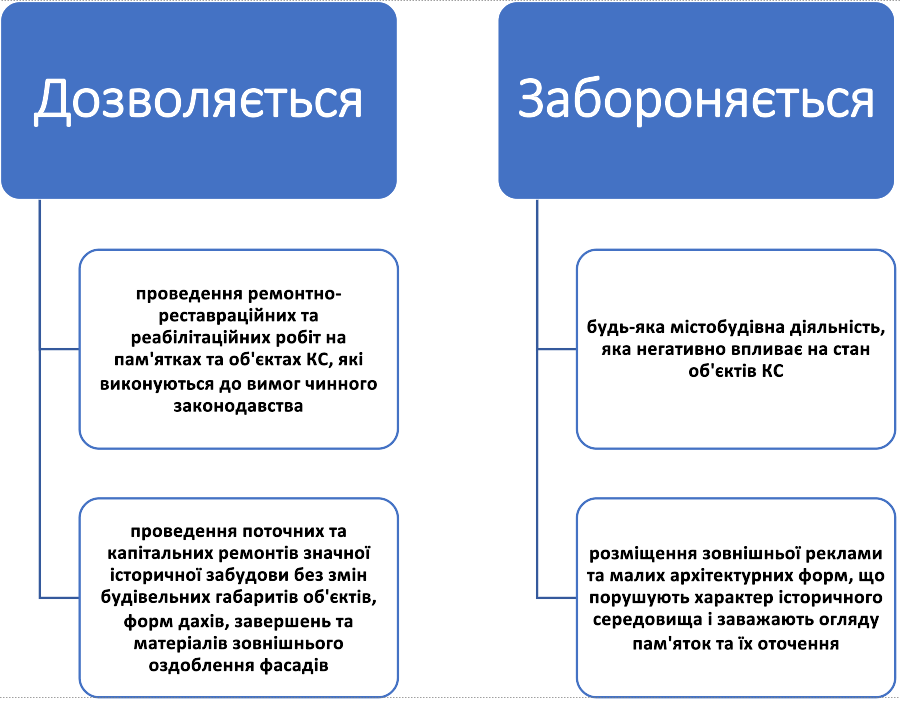 Дозволяється
проведення ремонтно-
реставраційних та
реабілітаційних робіт на
пам'ятках та об'єктах КС, які
виконуються до вимог чинного
законодавства
проведення поточних та
капітальних ремонтів значної
історичної забудови без змін
будівельних габаритів об'єктів,
форм дахів, завершень та
матеріалів зовнішнього
оздоблення фасадів
Забороняється
будь-яка містобудівна діяльність,
яка негативно впливає на стан
об'єктів КС
розміщення зовнішньої реклами
та малих архітектурних форм, що
порушують характер історичного
середовища і заважають огляду
пам'яток та їх оточення